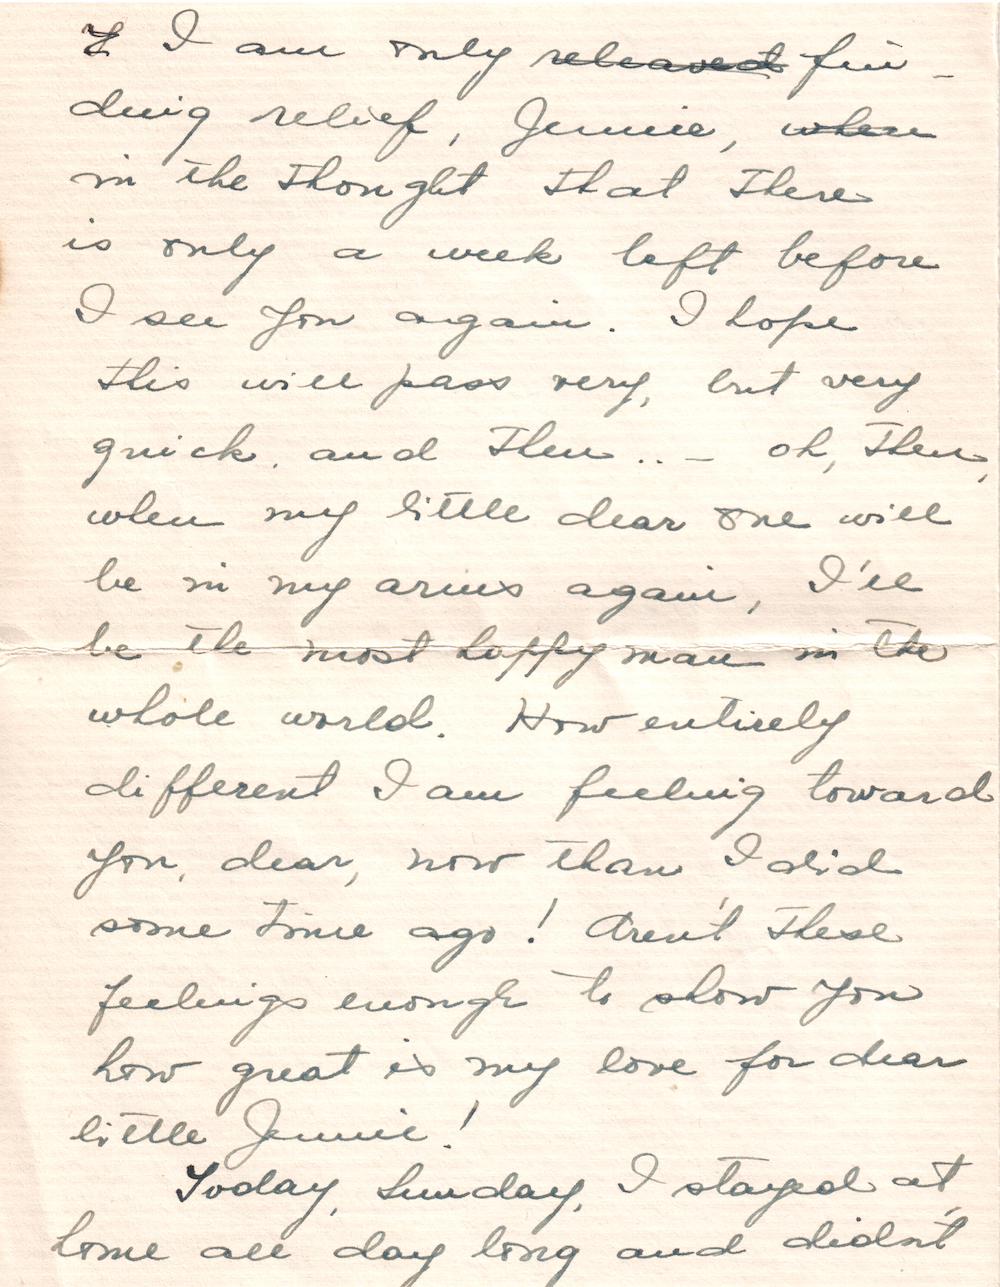 I am only released fin-
ding relief, Jennie, when
in the thought that there
is only a week left before
I see you again. I hope
this will pass very, but very
quick, and then .. - oh, then,
when my little dear one will
be in my arms again, I'll
be the most happy man in the
whole world. How entirely
different I am feeling toward
you, dear, now than I did
some time ago! Aren't these
feelings enough to show you
how great is my love for dear
little Jennie!
Today, Sunday, I stayed at
home all day long and didn't